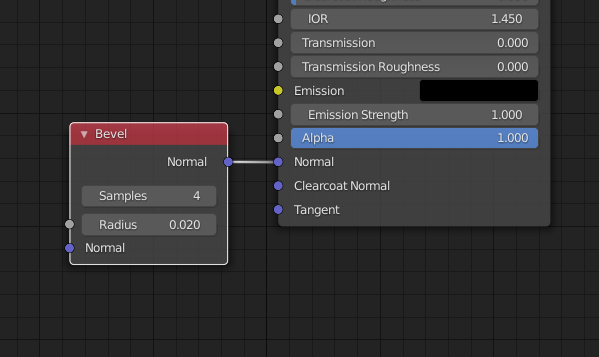 IOR 1.450
Transmission 0.000
Transmission Roughness 0.000
Emission
Emission Strength 1.000
Alpha 1.000
Normal
Clearcoat Normal
Tangent
Bevel
Normal
Samples 4
Radius 0.020
Normal